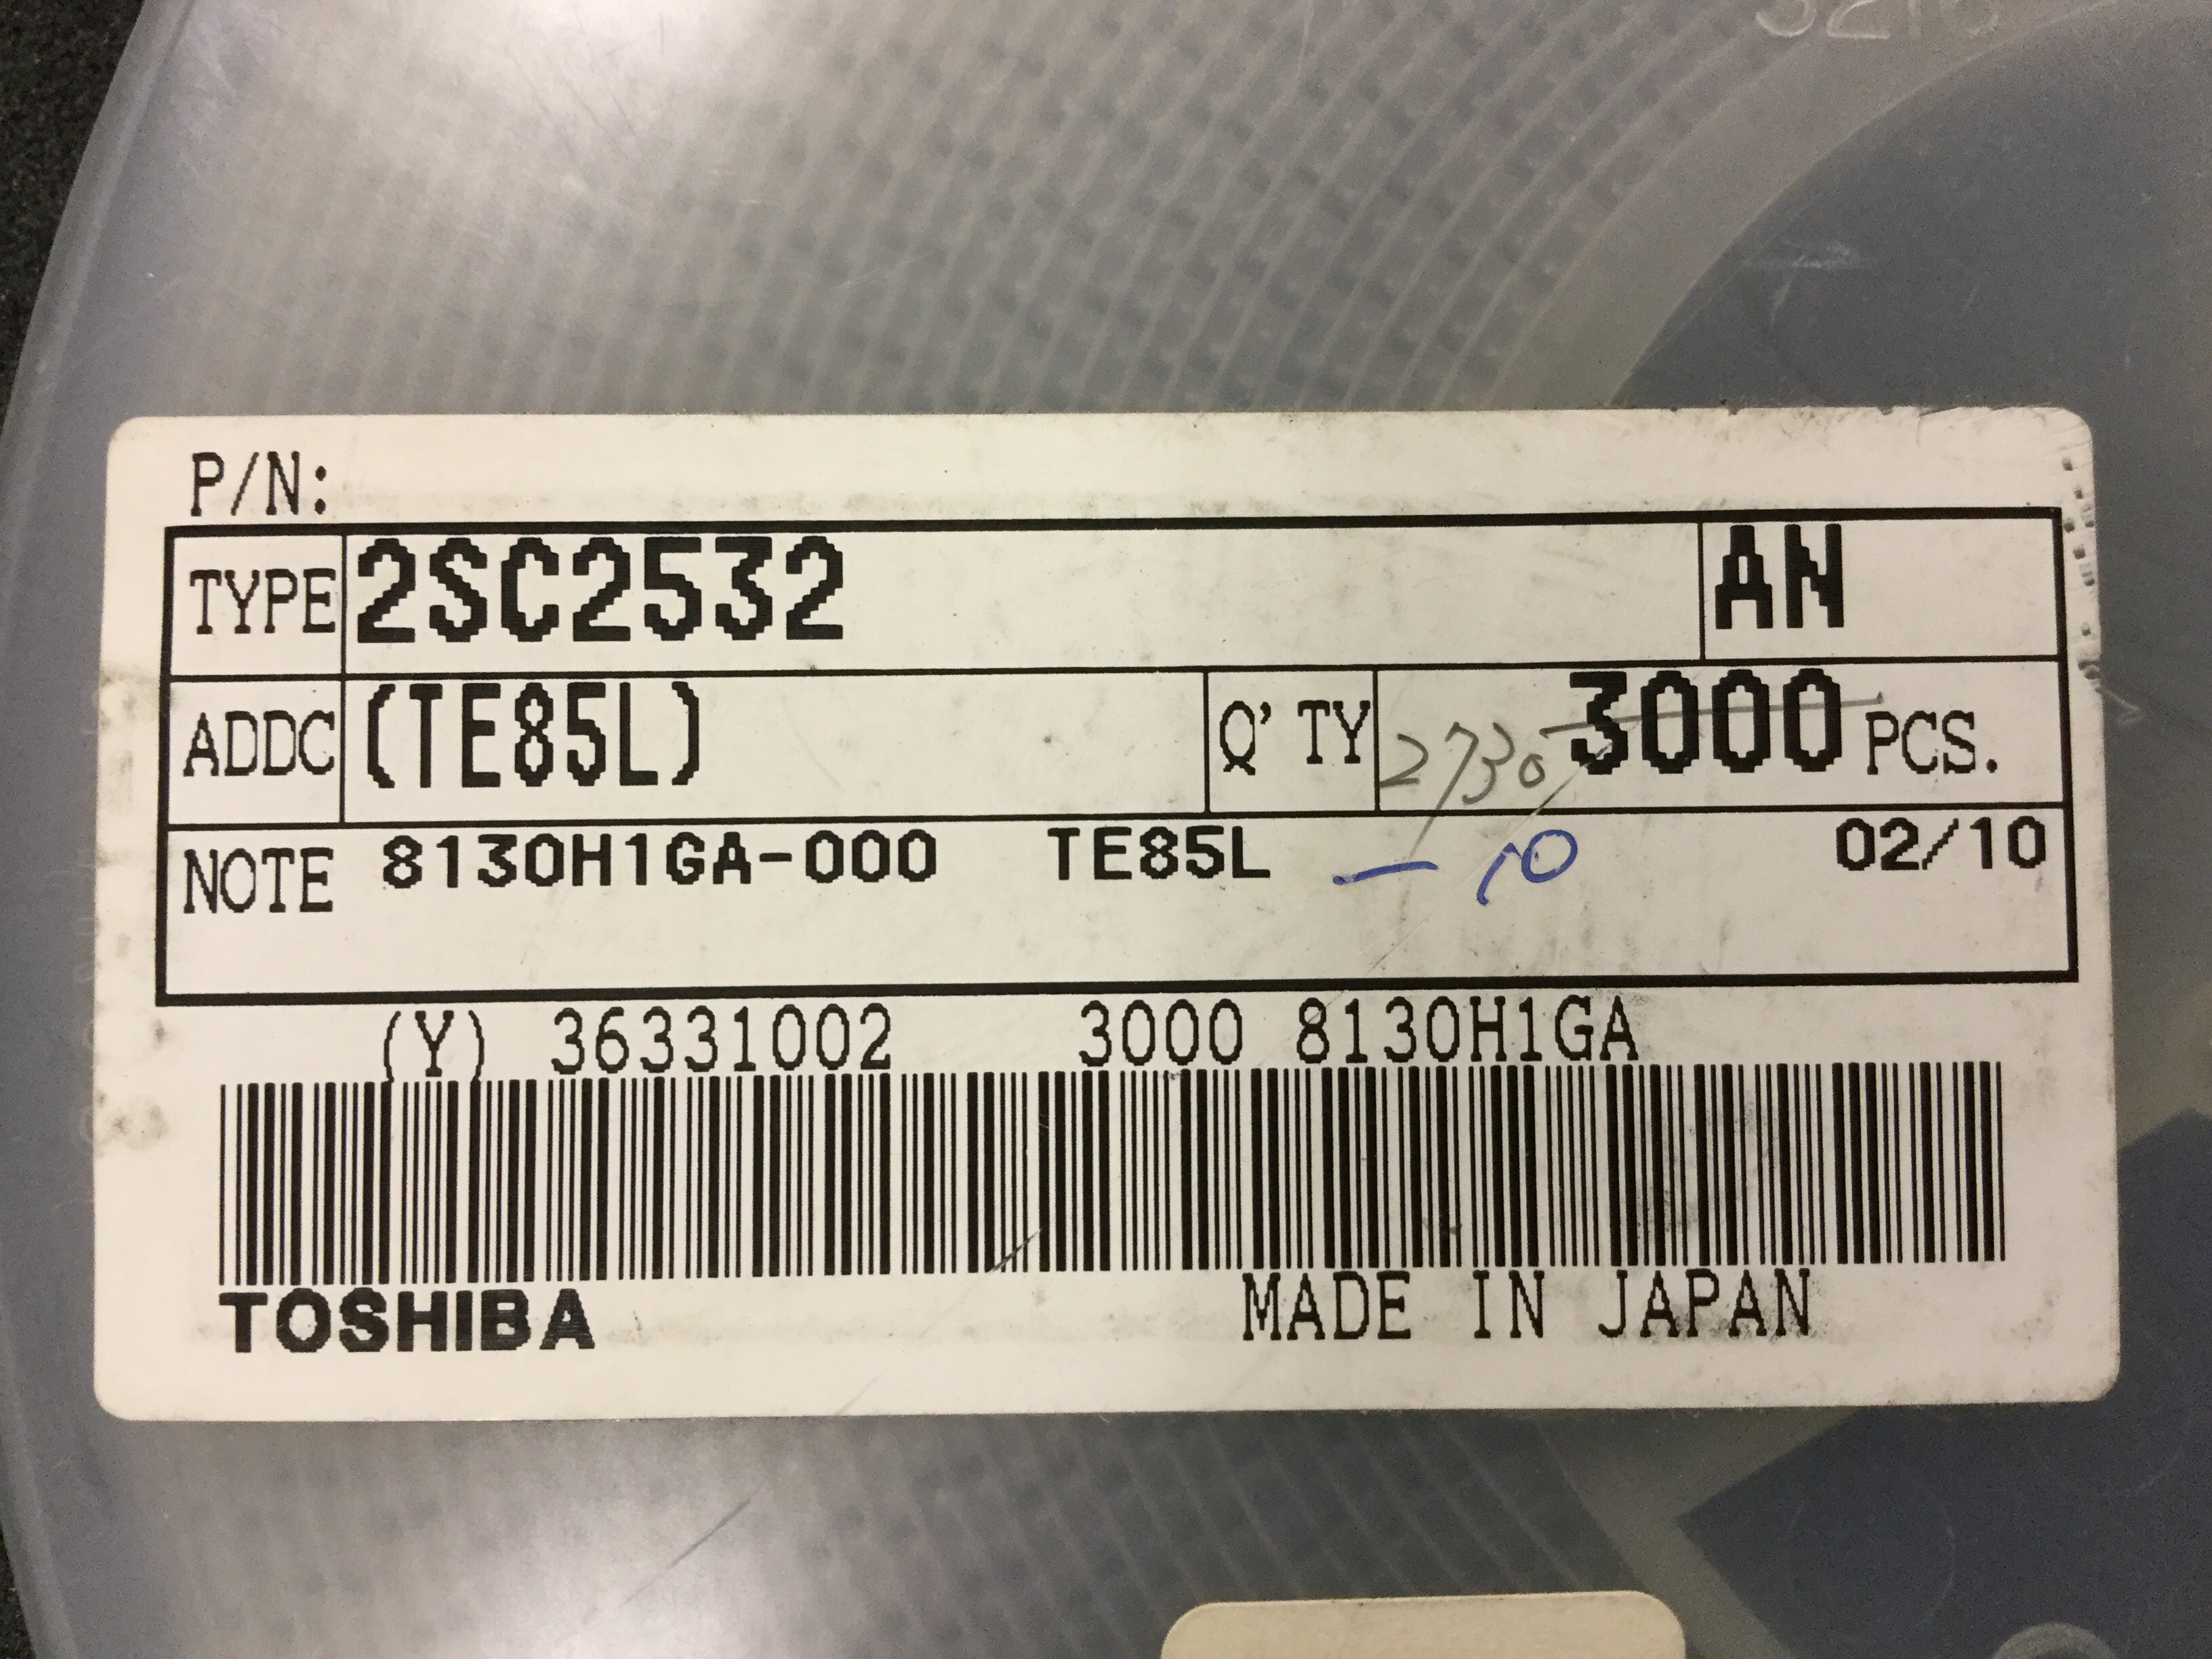 P/N:
TYPE 2SC2532 AN
ADDC (TE85L) Q'TY 2730 3000 PCS.
NOTE 8130H1GA-000 TE85L - 10 02/10
(Y) 36331002 3000 8130H1GA
TOSHIBA MADE IN JAPAN